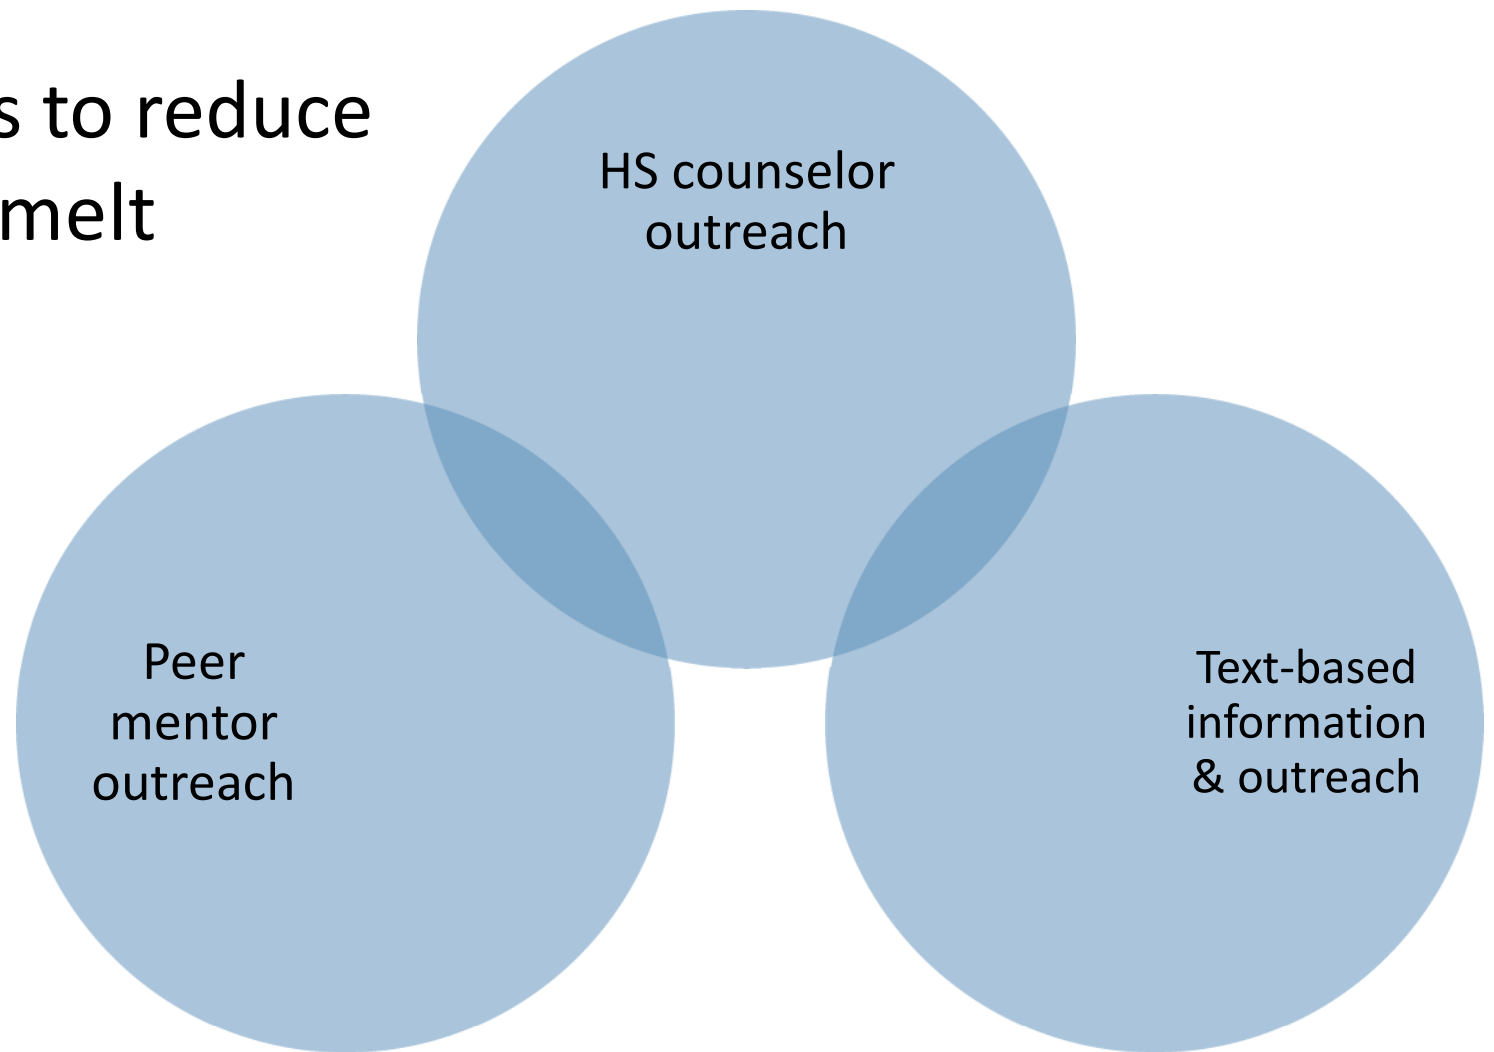 s to reduce
melt
HS counselor
outreach
Peer
mentor
outreach
Text-based
information
& outreach